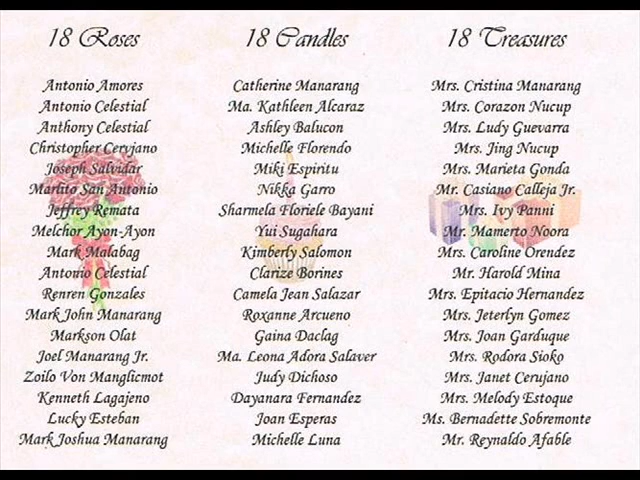 18 Roses
Antonio Amores
Antonio Celestial
Anthony Celestial
Christopher Cervjano
Joseph Salvidar
Marlito San Antonio
Jeffrey Remata
Melchor Ayon-Ayon
Mark Malabag
Antonio Celestial
Renren Gonzales
Mark John Manarang
Markson Olat
Joel Manarang Jr.
Zoilo Von Manglicmot
Kenneth Lagajeno
Lucky Esteban
Mark Joshua Manarang
18 Candles
Catherine Manarang
Ma. Kathleen Alcaraz
Ashley Balucon
Michelle Florendo
Miki Espiritu
Nikka Garro
Sharmela Floriele Bayani
Yui Sugahara
Kimberly Salomon
Clarize Borines
Camela Jean Salazar
Roxanne Arcueno
Gaina Daclag
Ma. Leona Adora Salaver
Judy Dichoso
Dayanara Fernandez
Joan Esperas
Michelle Luna
18 Treasures
Mrs. Cristina Manarang
Mrs. Corazon Nucup
Mrs. Ludy Guevarra
Mrs. Jing Nucup
Mrs. Marieta Gonda
Mr. Casiano Calleja Jr.
Mrs. Ivy Panni
Mr. Mamerto Noora
Mrs. Caroline Orendez
Mr. Harold Mina
Mrs. Epitacio Hernandez
Mrs. Jeterlyn Gomez
Mrs. Joan Garduque
Mrs. Rodora Sioko
Mrs. Janet Cerujano
Mrs. Melody Estoque
Ms. Bernadette Sobremonte
Mr. Reynaldo Afable